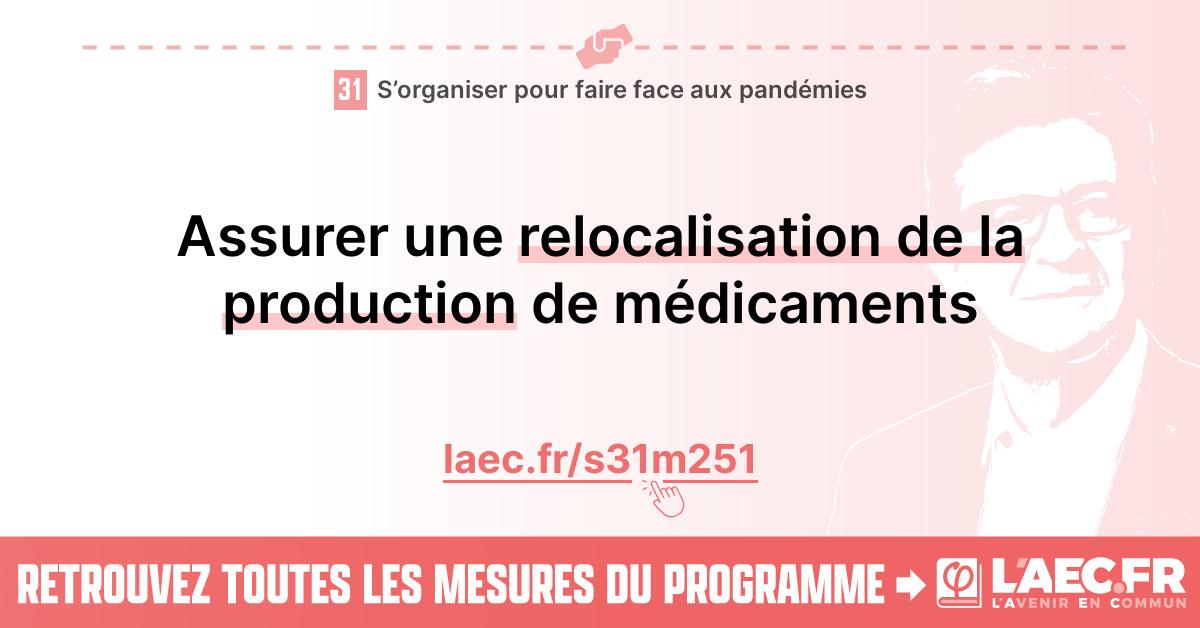 31 S’organiser pour faire face aux pandémies
Assurer une relocalisation de la
production de médicaments
laec.fr/s31m251
RETROUVEZ TOUTES LES MESURES DU PROGRAMME
L'AEC.FR
L'AVENIR EN COMMUN